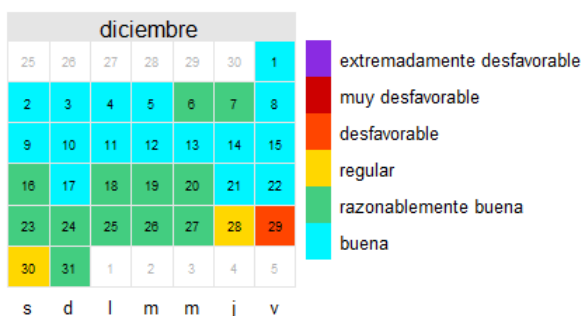 diciembre
25 26 27 28 29 30 1
2 3 4 5 6 7 8
9 10 11 12 13 14 15
16 17 18 19 20 21 22
23 24 25 26 27 28 29
30 31 1 2 3 4 5
s d l m m j v
extremadamente desfavorable
muy desfavorable
desfavorable
regular
razonablemente buena
buena